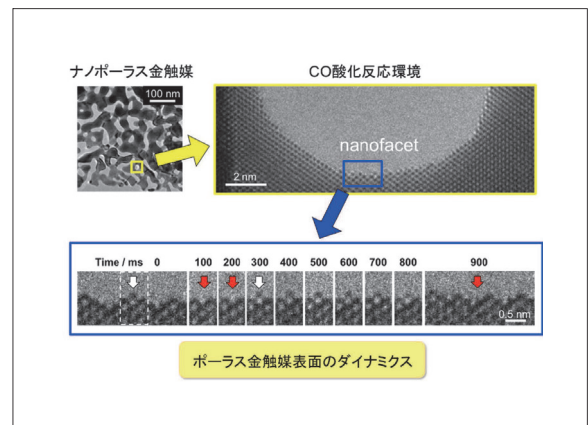 ナノポーラス金触媒
CO酸化反応環境
100 nm
nanofacet
2 nm
Time / ms 0 100 200 300 400 500 600 700 800 900
0.5 nm
ポーラス金触媒表面のダイナミクス